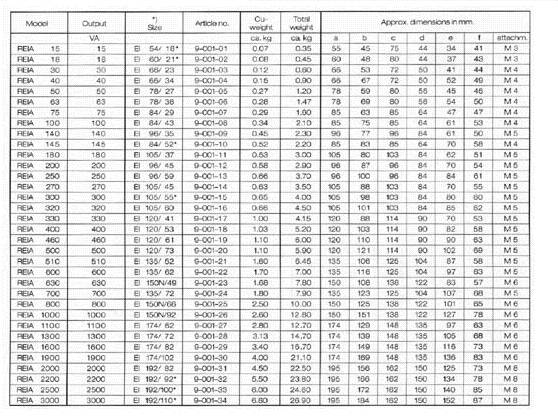 Model Output *) Size Article no. Cu-weight Total weight Approx. dimensions in mm.
VA ca. kg ca. kg a b c d e f attachm.
REIA 15 15 EI 54/ 18* 9-001-01 0.07 0.35 55 45 75 44 34 41 M 3
REIA 18 18 EI 60/ 21* 9-001-02 0.08 0.45 60 48 80 44 37 43 M 3
REIA 30 30 EI 66/ 23 9-001-03 0.12 0.60 66 53 72 50 41 44 M 4
REIA 40 40 EI 66/ 34 9-001-04 0.15 0.90 66 67 72 50 52 49 M 4
REIA 50 50 EI 78/ 27 9-001-05 0.27 1.20 78 59 80 56 45 45 M 4
REIA 63 63 EI 78/ 36 9-001-06 0.28 1.47 78 69 80 56 54 50 M 4
REIA 75 75 EI 84/ 29 9-001-07 0.29 1.60 85 63 85 64 47 47 M 4
REIA 100 100 EI 84/ 43 9-001-08 0.34 2.10 85 75 85 64 61 53 M 4
REIA 140 140 EI 96/ 35 9-001-09 0.45 2.30 96 77 96 84 61 50 M 5
REIA 145 145 EI 84/ 52* 9-001-10 0.52 2.20 85 85 64 70 58 M 4
REIA 180 180 EI 105/ 37 9-001-11 0.53 3.00 105 80 103 84 62 51 M 5
REIA 200 200 EI 96/ 45 9-001-12 0.58 2.90 96 87 96 84 70 54 M 5
REIA 250 250 EI 96/ 59 9-001-13 0.66 3.70 96 100 96 84 84 61 M 5
REIA 270 270 EI 105/ 45 9-001-14 0.63 3.50 105 88 103 84 70 55 M 5
REIA 300 300 EI 105/ 55* 9-001-15 0.65 4.00 105 98 103 84 80 60 M 5
REIA 320 320 EI 105/ 60 9-001-16 0.66 4.50 105 101 103 84 85 62 M 5
REIA 330 330 EI 120/ 41 9-001-17 1.00 4.15 120 88 114 90 70 53 M 5
REIA 400 400 EI 120/ 53 9-001-18 1.03 5.20 120 103 114 90 82 58 M 5
REIA 460 460 EI 120/ 61 9-001-19 1.10 6.00 120 110 114 90 90 63 M 5
REIA 500 500 EI 120/ 73 9-001-20 1.10 5.90 120 121 114 90 102 69 M 5
REIA 510 510 EI 135/ 52 9-001-21 1.60 6.45 135 106 125 104 87 58 M 5
REIA 600 600 EI 135/ 62 9-001-22 1.70 7.00 135 116 125 104 97 63 M 5
REIA 630 630 EI 150N/49 9-001-23 1.68 7.80 150 108 138 122 83 57 M 6
REIA 700 700 EI 135/ 72 9-001-24 1.80 7.90 135 123 125 104 107 68 M 5
REIA 800 800 EI 150N/66 9-001-25 2.50 10.00 150 125 138 122 101 65 M 6
REIA 1000 1000 EI 150N/92 9-001-26 2.60 12.80 150 151 138 122 127 78 M 6
REIA 1100 1100 EI 174/ 62 9-001-27 2.80 12.70 174 129 148 135 97 63 M 6
REIA 1300 1300 EI 174/ 72 9-001-28 3.13 14.70 174 139 148 135 105 68 M 6
REIA 1600 1600 EI 174/ 82 9-001-29 3.40 16.70 174 149 148 135 116 73 M 6
REIA 1900 1900 EI 174/102 9-001-30 4.00 21.10 174 169 148 135 136 83 M 6
REIA 2000 2000 EI 192/ 82 9-001-31 4.50 22.50 195 156 162 150 125 73 M 8
REIA 2200 2200 EI 192/ 92* 9-001-32 5.50 23.80 195 166 162 150 134 78 M 8
REIA 2500 2500 EI 192/100* 9-001-33 6.00 24.80 195 172 162 150 140 85 M 8
REIA 3000 3000 EI 192/110* 9-001-34 6.80 26.90 195 184 162 150 152 87 M 8